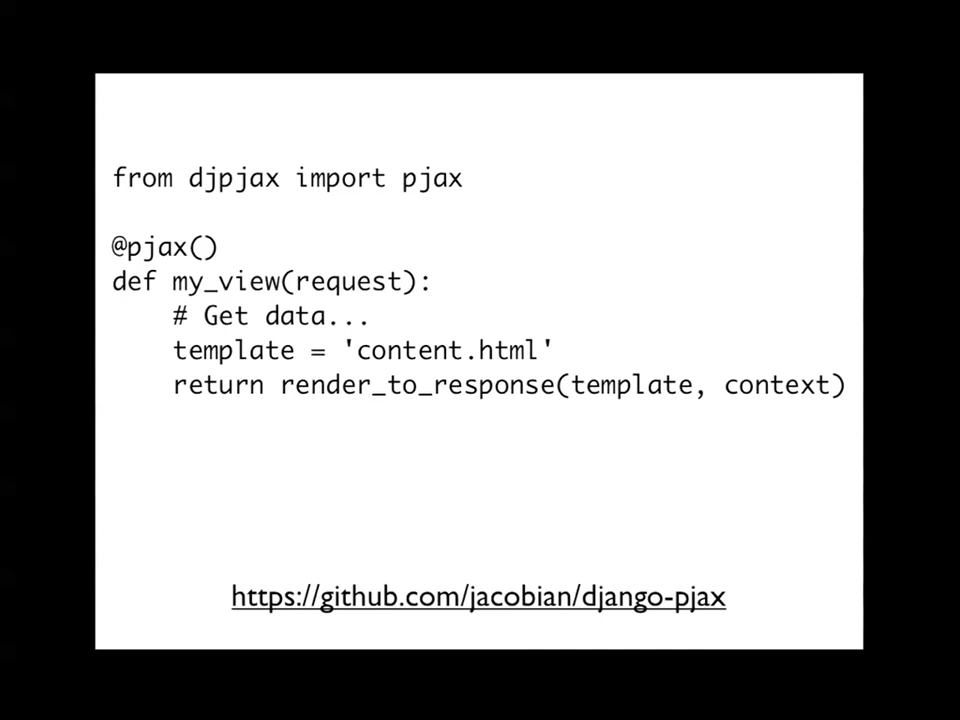 from djpjax import pjax
@pjax()
def my_view(request):
    # Get data...
    template = 'content.html'
    return render_to_response(template, context)
https://github.com/jacobian/django-pjax